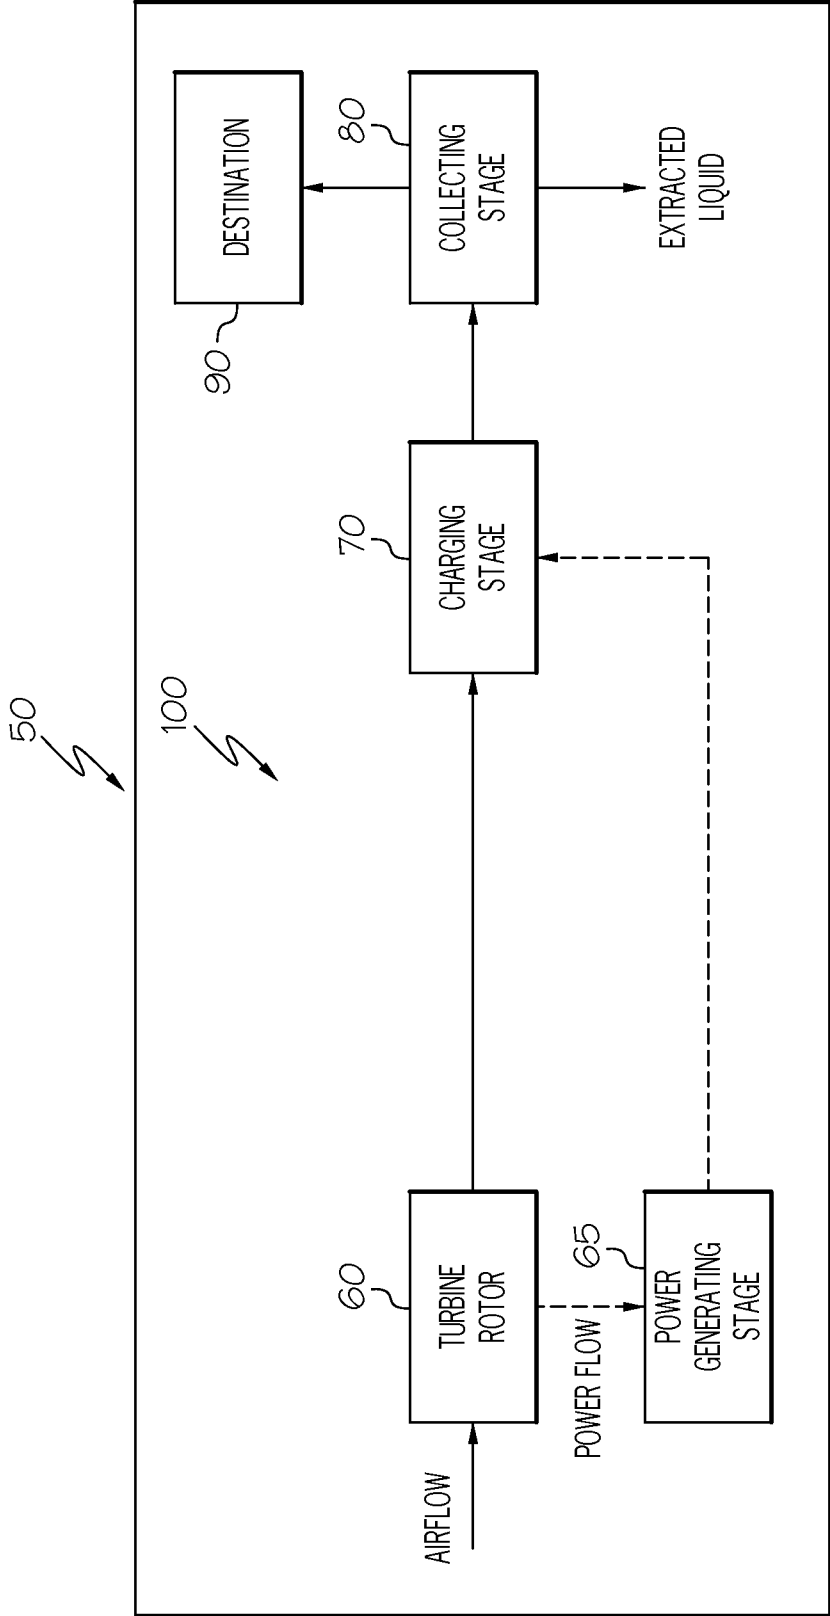 50
100
90
DESTINATION
80
COLLECTING
STAGE
EXTRACTED
LIQUID
70
CHARGING
STAGE
60
TURBINE
ROTOR
AIRFLOW
POWER FLOW
65
POWER
GENERATING
STAGE